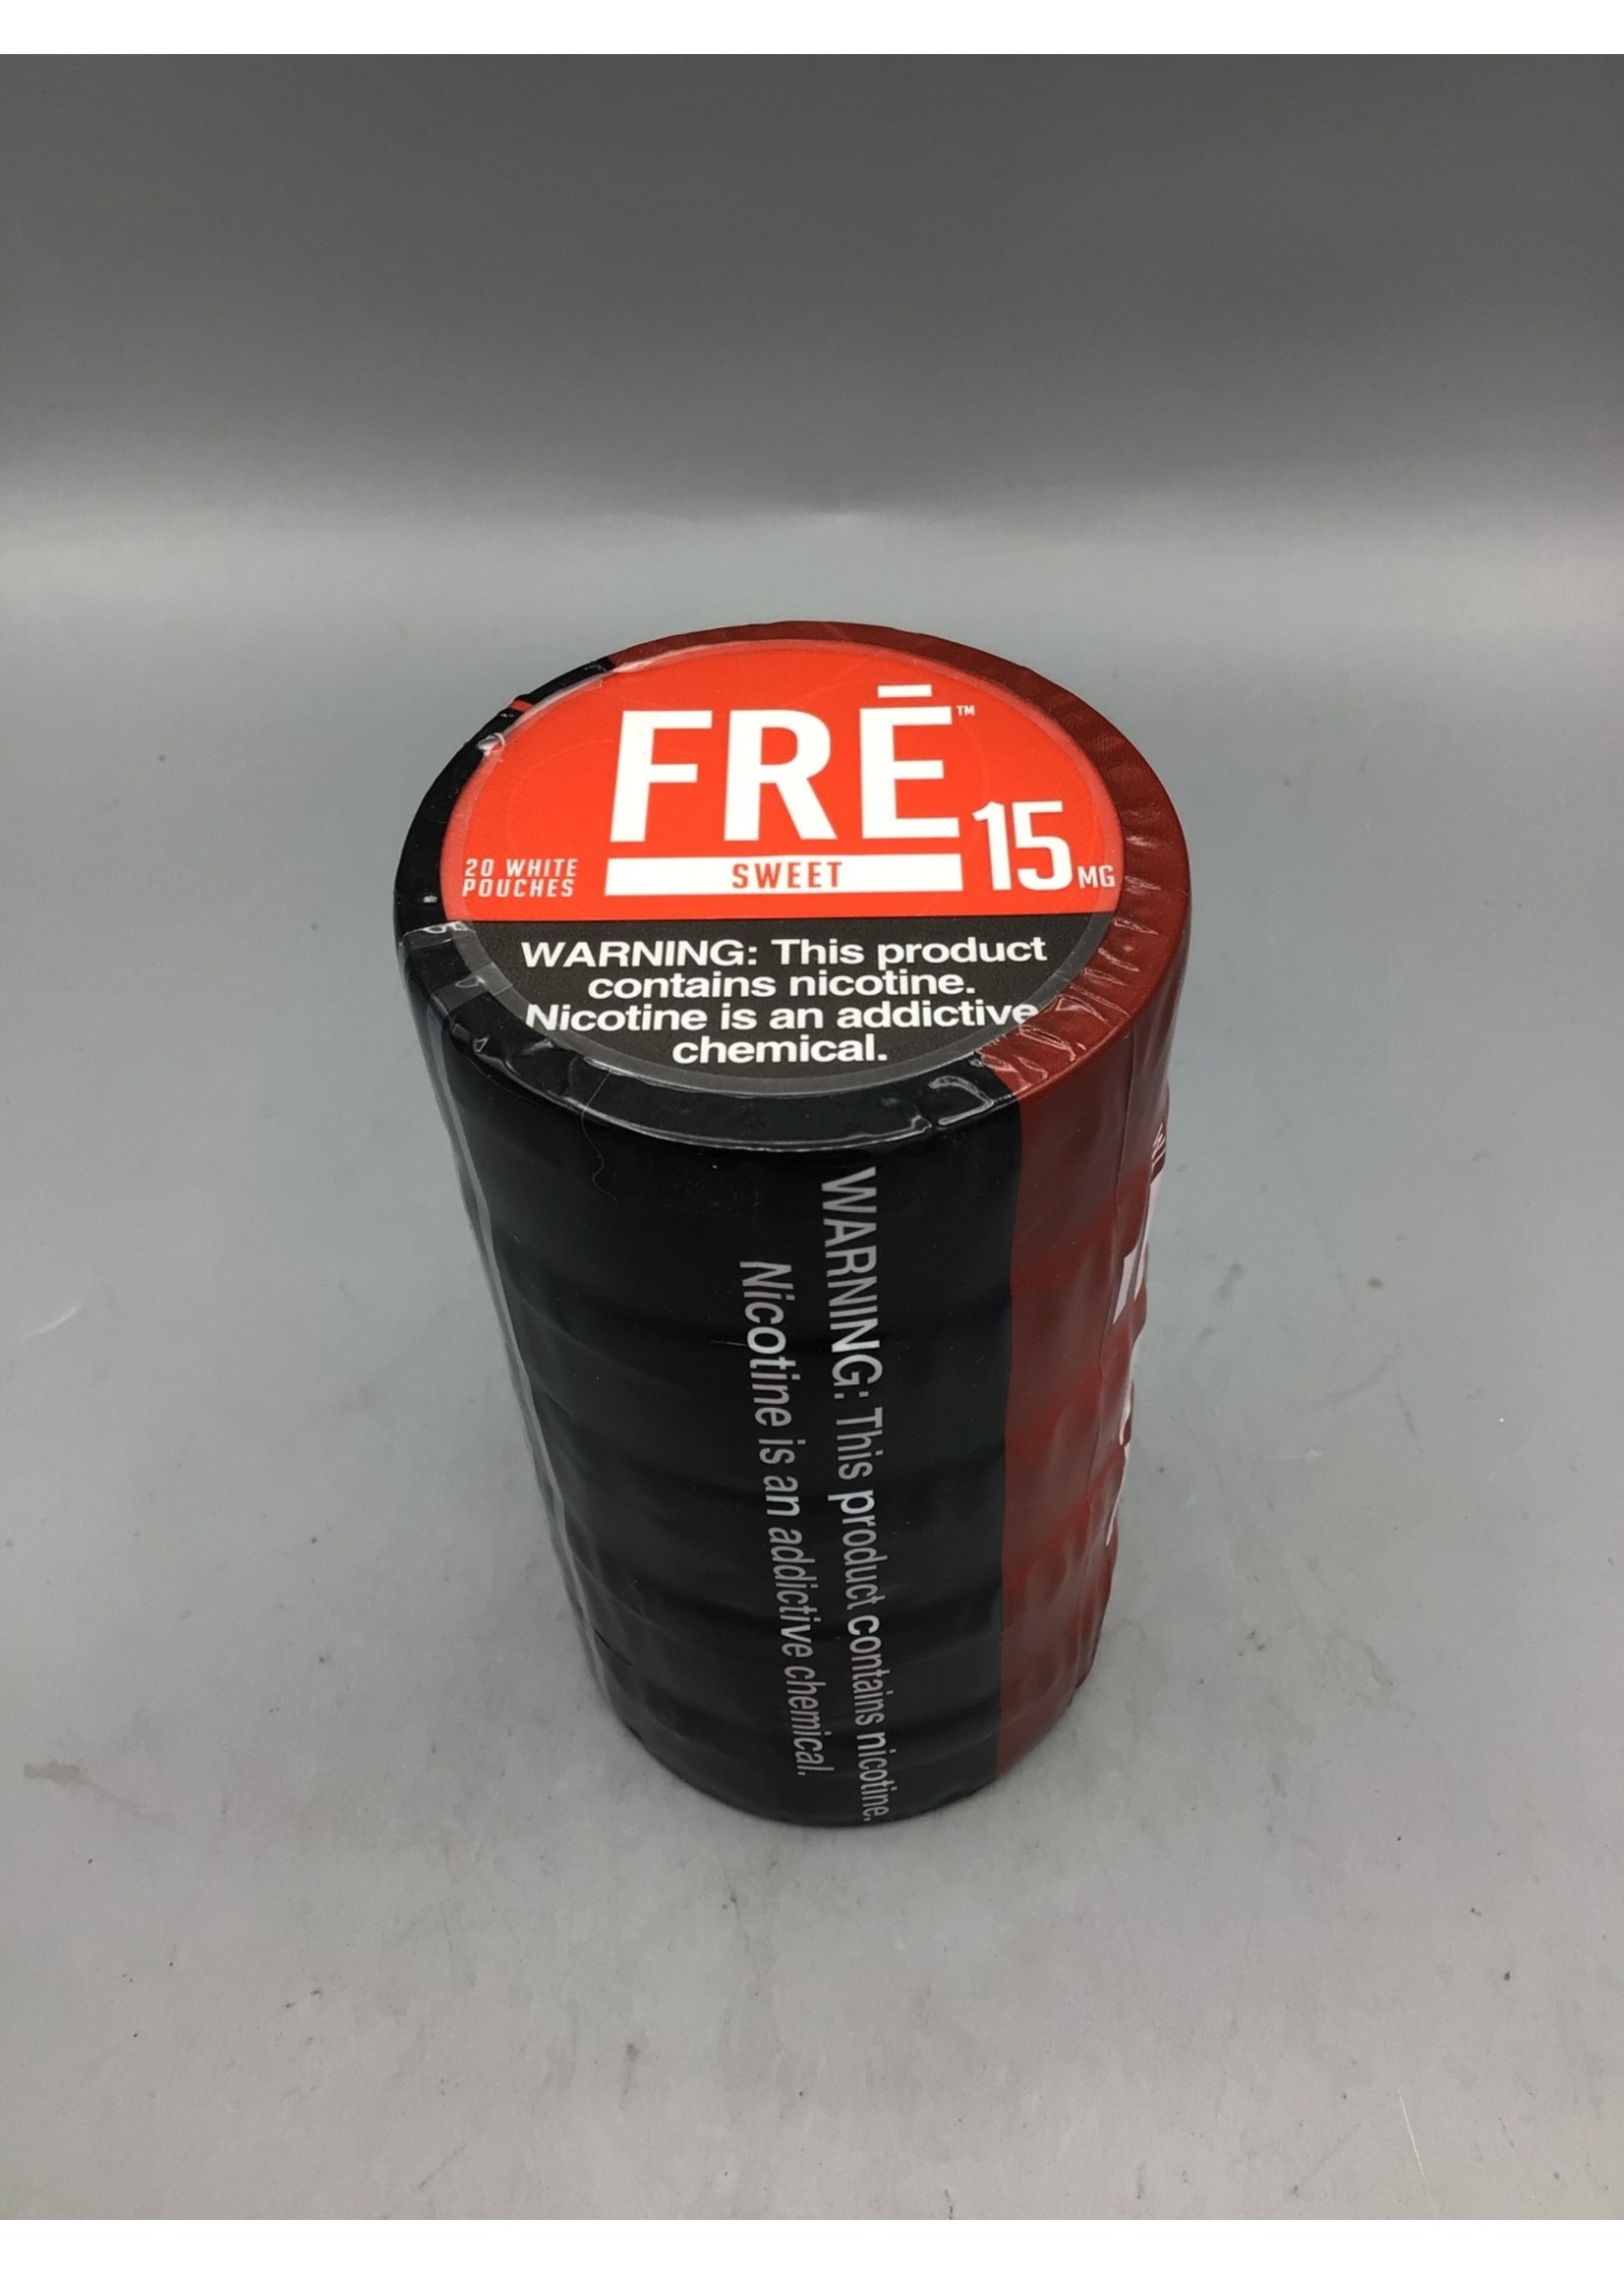 FRĒ™
SWEET
15 MG
20 WHITE
POUCHES
WARNING: This product
contains nicotine.
Nicotine is an addictive
chemical.
WARNING: This product contains nicotine.
Nicotine is an addictive chemical.